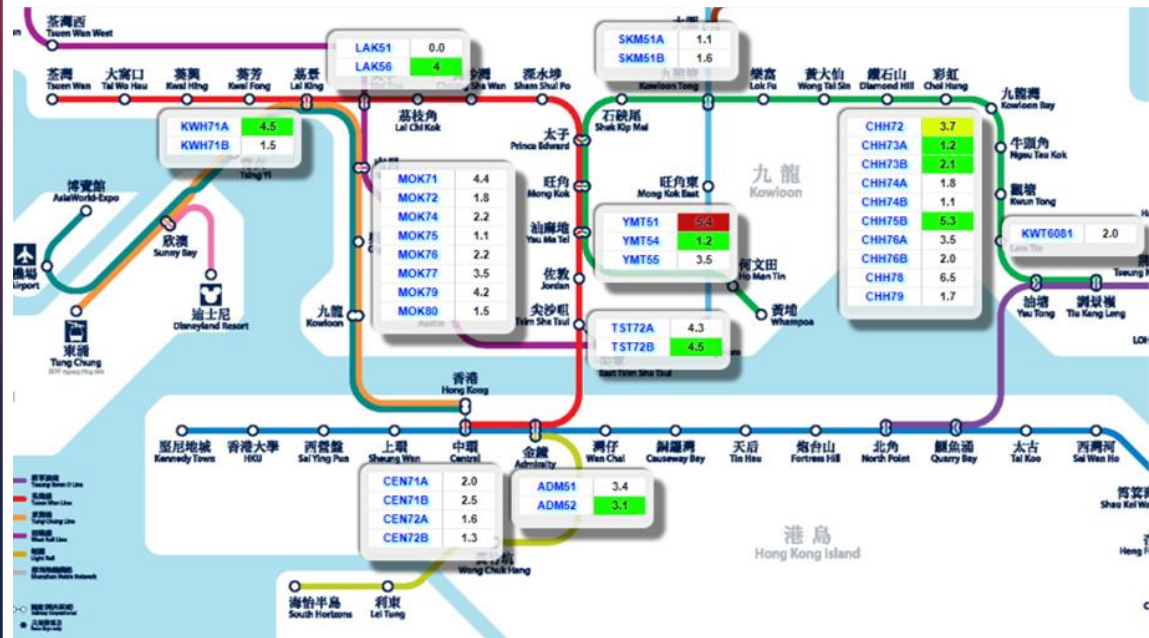 荃灣西
Tsuen Wan West
荃灣
Tsuen Wan
大窩口
Tai Wo Hau
葵興
Kwai Hing
葵芳
Kwai Fong
荔景
Lai King
LAK51 0.0
LAK56 4
荔枝角
Lai Chi Kok
Cheung Sha Wan
深水埗
Sham Shui Po
SKM51A 1.1
SKM51B 1.6
Kowloon Tong
石硤尾
Shek Kip Mei
樂富
Lok Fu
黃大仙
Wong Tai Sin
鑽石山
Diamond Hill
彩虹
Choi Hung
九龍灣
Kowloon Bay
牛頭角
Ngau Tau Kok
觀塘
Kwun Tong
KWT6081 2.0
油塘
Yau Tong
調景嶺
Tiu Keng Leng
LOH
KWH71A 4.5
KWH71B 1.5
Tsing Yi
博覽館
AsiaWorld-Expo
機場
Airport
欣澳
Sunny Bay
迪士尼
Disneyland Resort
東涌
Tung Chung
九龍
Kowloon
太子
Prince Edward
旺角
Mong Kok
油麻地
Yau Ma Tei
佐敦
Jordan
尖沙咀
Tsim Sha Tsui
MOK71 4.4
MOK72 1.8
MOK74 2.2
MOK75 1.1
MOK76 2.2
MOK77 3.5
MOK79 4.2
MOK80 1.5
Austin
旺角東
Mong Kok East
九龍
Kowloon
YMT51 5.4
YMT54 1.2
YMT55 3.5
何文田
Ho Man Tin
黃埔
Whampoa
TST72A 4.3
TST72B 4.5
East Tsim Sha Tsui
CHH72 3.7
CHH73A 1.2
CHH73B 2.1
CHH74A 1.8
CHH74B 1.1
CHH75B 5.3
CHH76A 3.5
CHH76B 2.0
CHH78 6.5
CHH79 1.7
香港
Hong Kong
堅尼地城
Kennedy Town
香港大學
HKU
西營盤
Sai Ying Pun
上環
Sheung Wan
中環
Central
金鐘
Admiralty
灣仔
Wan Chai
銅鑼灣
Causeway Bay
天后
Tin Hau
炮台山
Fortress Hill
北角
North Point
鰂魚涌
Quarry Bay
太古
Tai Koo
西灣河
Sai Wan Ho
CEN71A 2.0
CEN71B 2.5
CEN72A 1.6
CEN72B 1.3
ADM51 3.4
ADM52 3.1
Wong Chuk Hang
海怡半島
South Horizons
利東
Lei Tung
港島
Hong Kong Island
Tseung Kwan O Line
Tsuen Wan Line
Tung Chung Line
West Rail Line
Light Rail